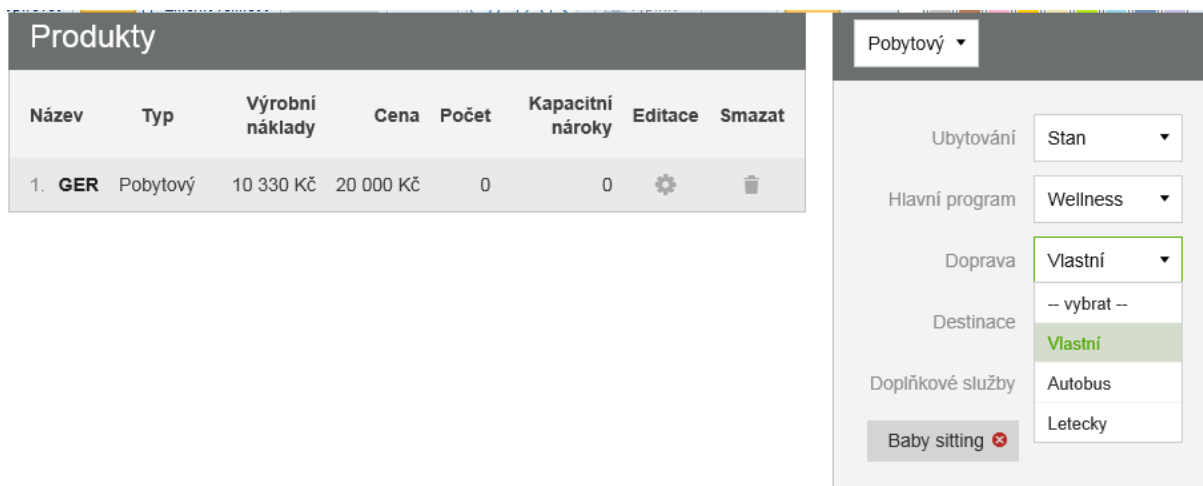 Produkty
Název Typ Výrobní náklady Cena Počet Kapacitní nároky Editace Smazat
1. GER Pobytový 10 330 Kč 20 000 Kč 0 0
Pobytový
Ubytování Stan
Hlavní program Wellness
Doprava Vlastní
-- vybrat --
Destinace
Vlastní
Doplňkové služby Autobus
Letecky
Baby sitting